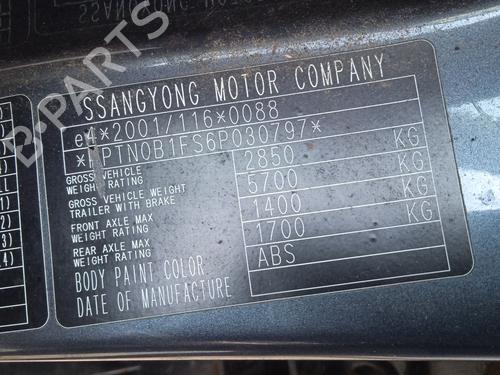 SSANGYONG MOTOR COMPANY
e4*2001/116*0088
*KPTN0B1FS6P030797*
GROSS VEHICLE WEIGHT RATING 2850 KG
GROSS VEHICLE WEIGHT TRAILER WITH BRAKE 5700 KG
FRONT AXLE MAX WEIGHT RATING 1400 KG
REAR AXLE MAX WEIGHT RATING 1700 KG
BODY PAINT COLOR ABS
DATE OF MANUFACTURE
B-PARTS